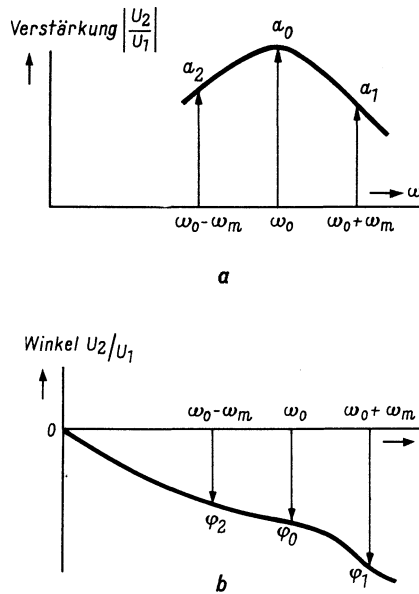 Verstärkung |U₂/U₁|
a₀
a₂
a₁
ω
ω₀-ωₘ ω₀ ω₀+ωₘ
a
Winkel U₂/U₁
ω₀-ωₘ ω₀ ω₀+ωₘ
0
φ₂
φ₀
φ₁
b